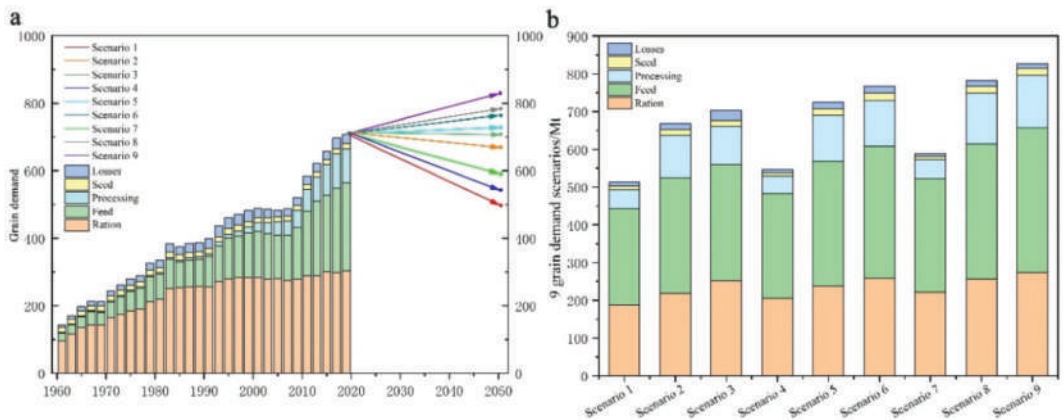 a
1000
800
600
400
200
0
Grain demand
Scenario 1
Scenario 2
Scenario 3
Scenario 4
Scenario 5
Scenario 6
Scenario 7
Scenario 8
Scenario 9
Losses
Seed
Processing
Feed
Ration
1000
800
600
400
200
0
1960 1970 1980 1990 2000 2010 2020 2030 2040 2050
b
900
800
700
600
500
400
300
200
100
0
9 grain demand scenarios/Mt
Losses
Seed
Processing
Feed
Ration
Scenario 1 Scenario 2 Scenario 3 Scenario 4 Scenario 5 Scenario 6 Scenario 7 Scenario 8 Scenario 9